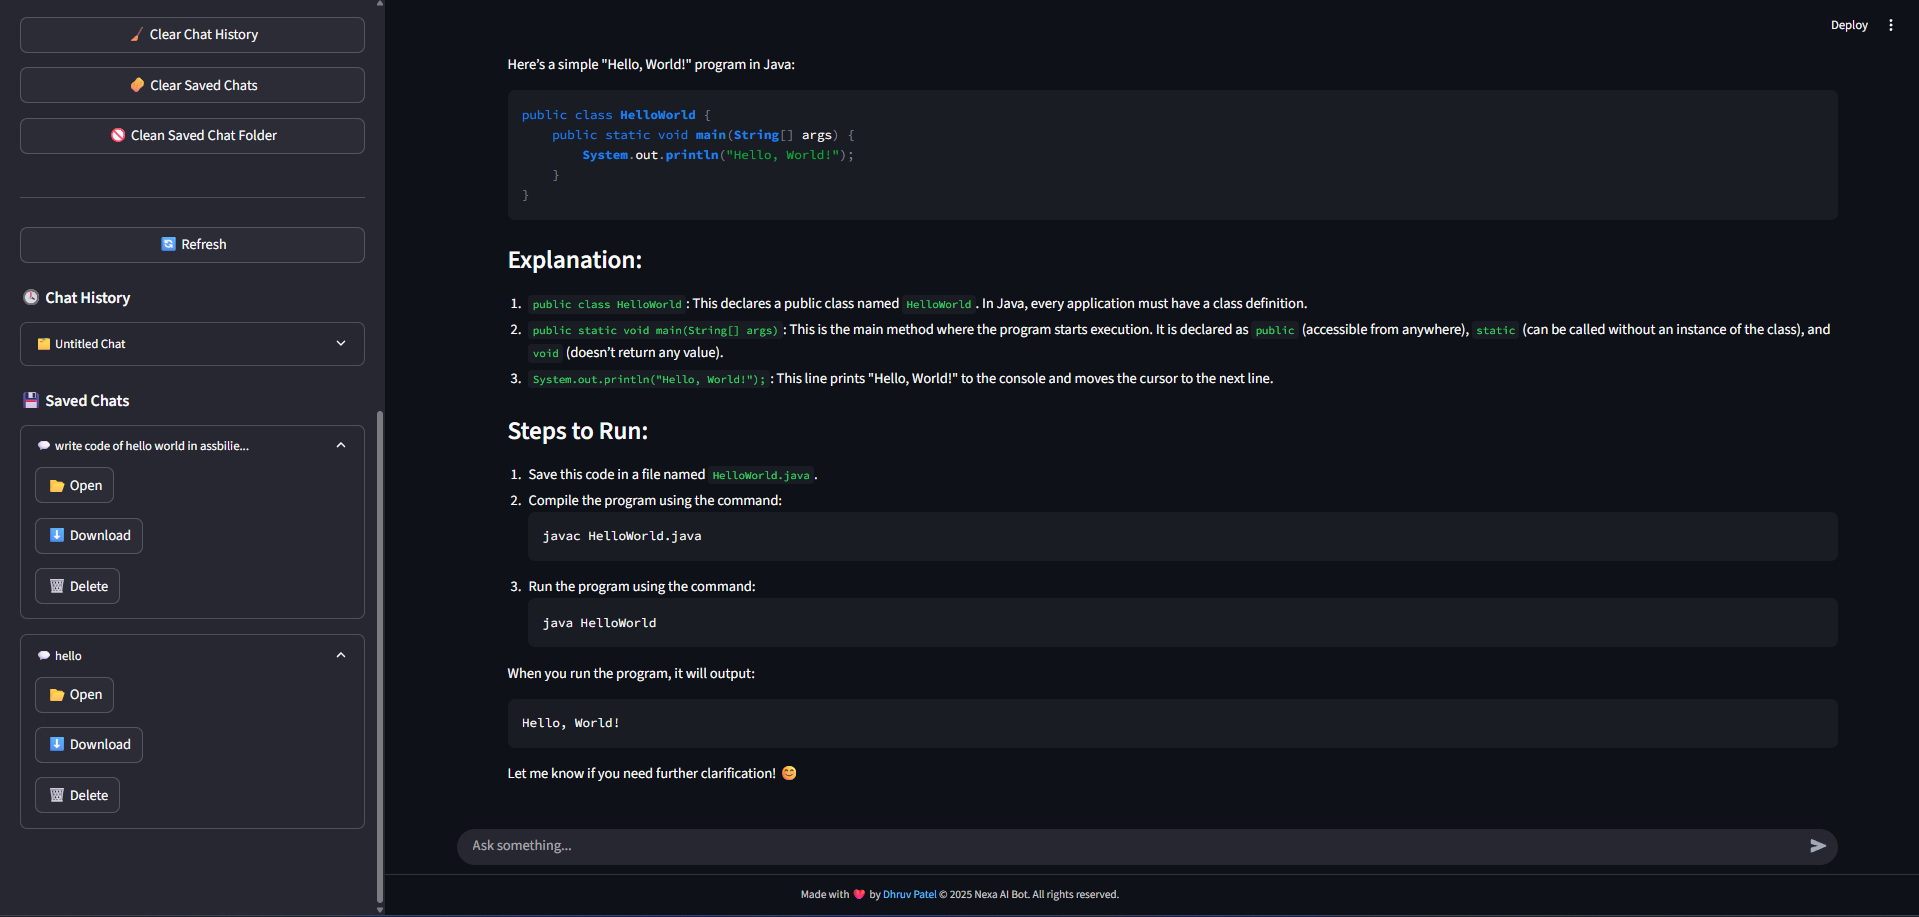 Clear Chat History
Clear Saved Chats
Clean Saved Chat Folder
Refresh
Chat History
Untitled Chat
Saved Chats
write code of hello world in assbilie...
Open
Download
Delete
hello
Open
Download
Delete
Deploy
Here’s a simple "Hello, World!" program in Java:
public class HelloWorld {
    public static void main(String[] args) {
        System.out.println("Hello, World!");
    }
}
Explanation:
1. public class HelloWorld : This declares a public class named HelloWorld . In Java, every application must have a class definition.
2. public static void main(String[] args) : This is the main method where the program starts execution. It is declared as public (accessible from anywhere), static (can be called without an instance of the class), and
void (doesn’t return any value).
3. System.out.println("Hello, World!"); : This line prints "Hello, World!" to the console and moves the cursor to the next line.
Steps to Run:
1. Save this code in a file named HelloWorld.java .
2. Compile the program using the command:
javac HelloWorld.java
3. Run the program using the command:
java HelloWorld
When you run the program, it will output:
Hello, World!
Let me know if you need further clarification! 😊
Ask something...
Made with ❤️ by Dhruv Patel © 2025 Nexa AI Bot. All rights reserved.